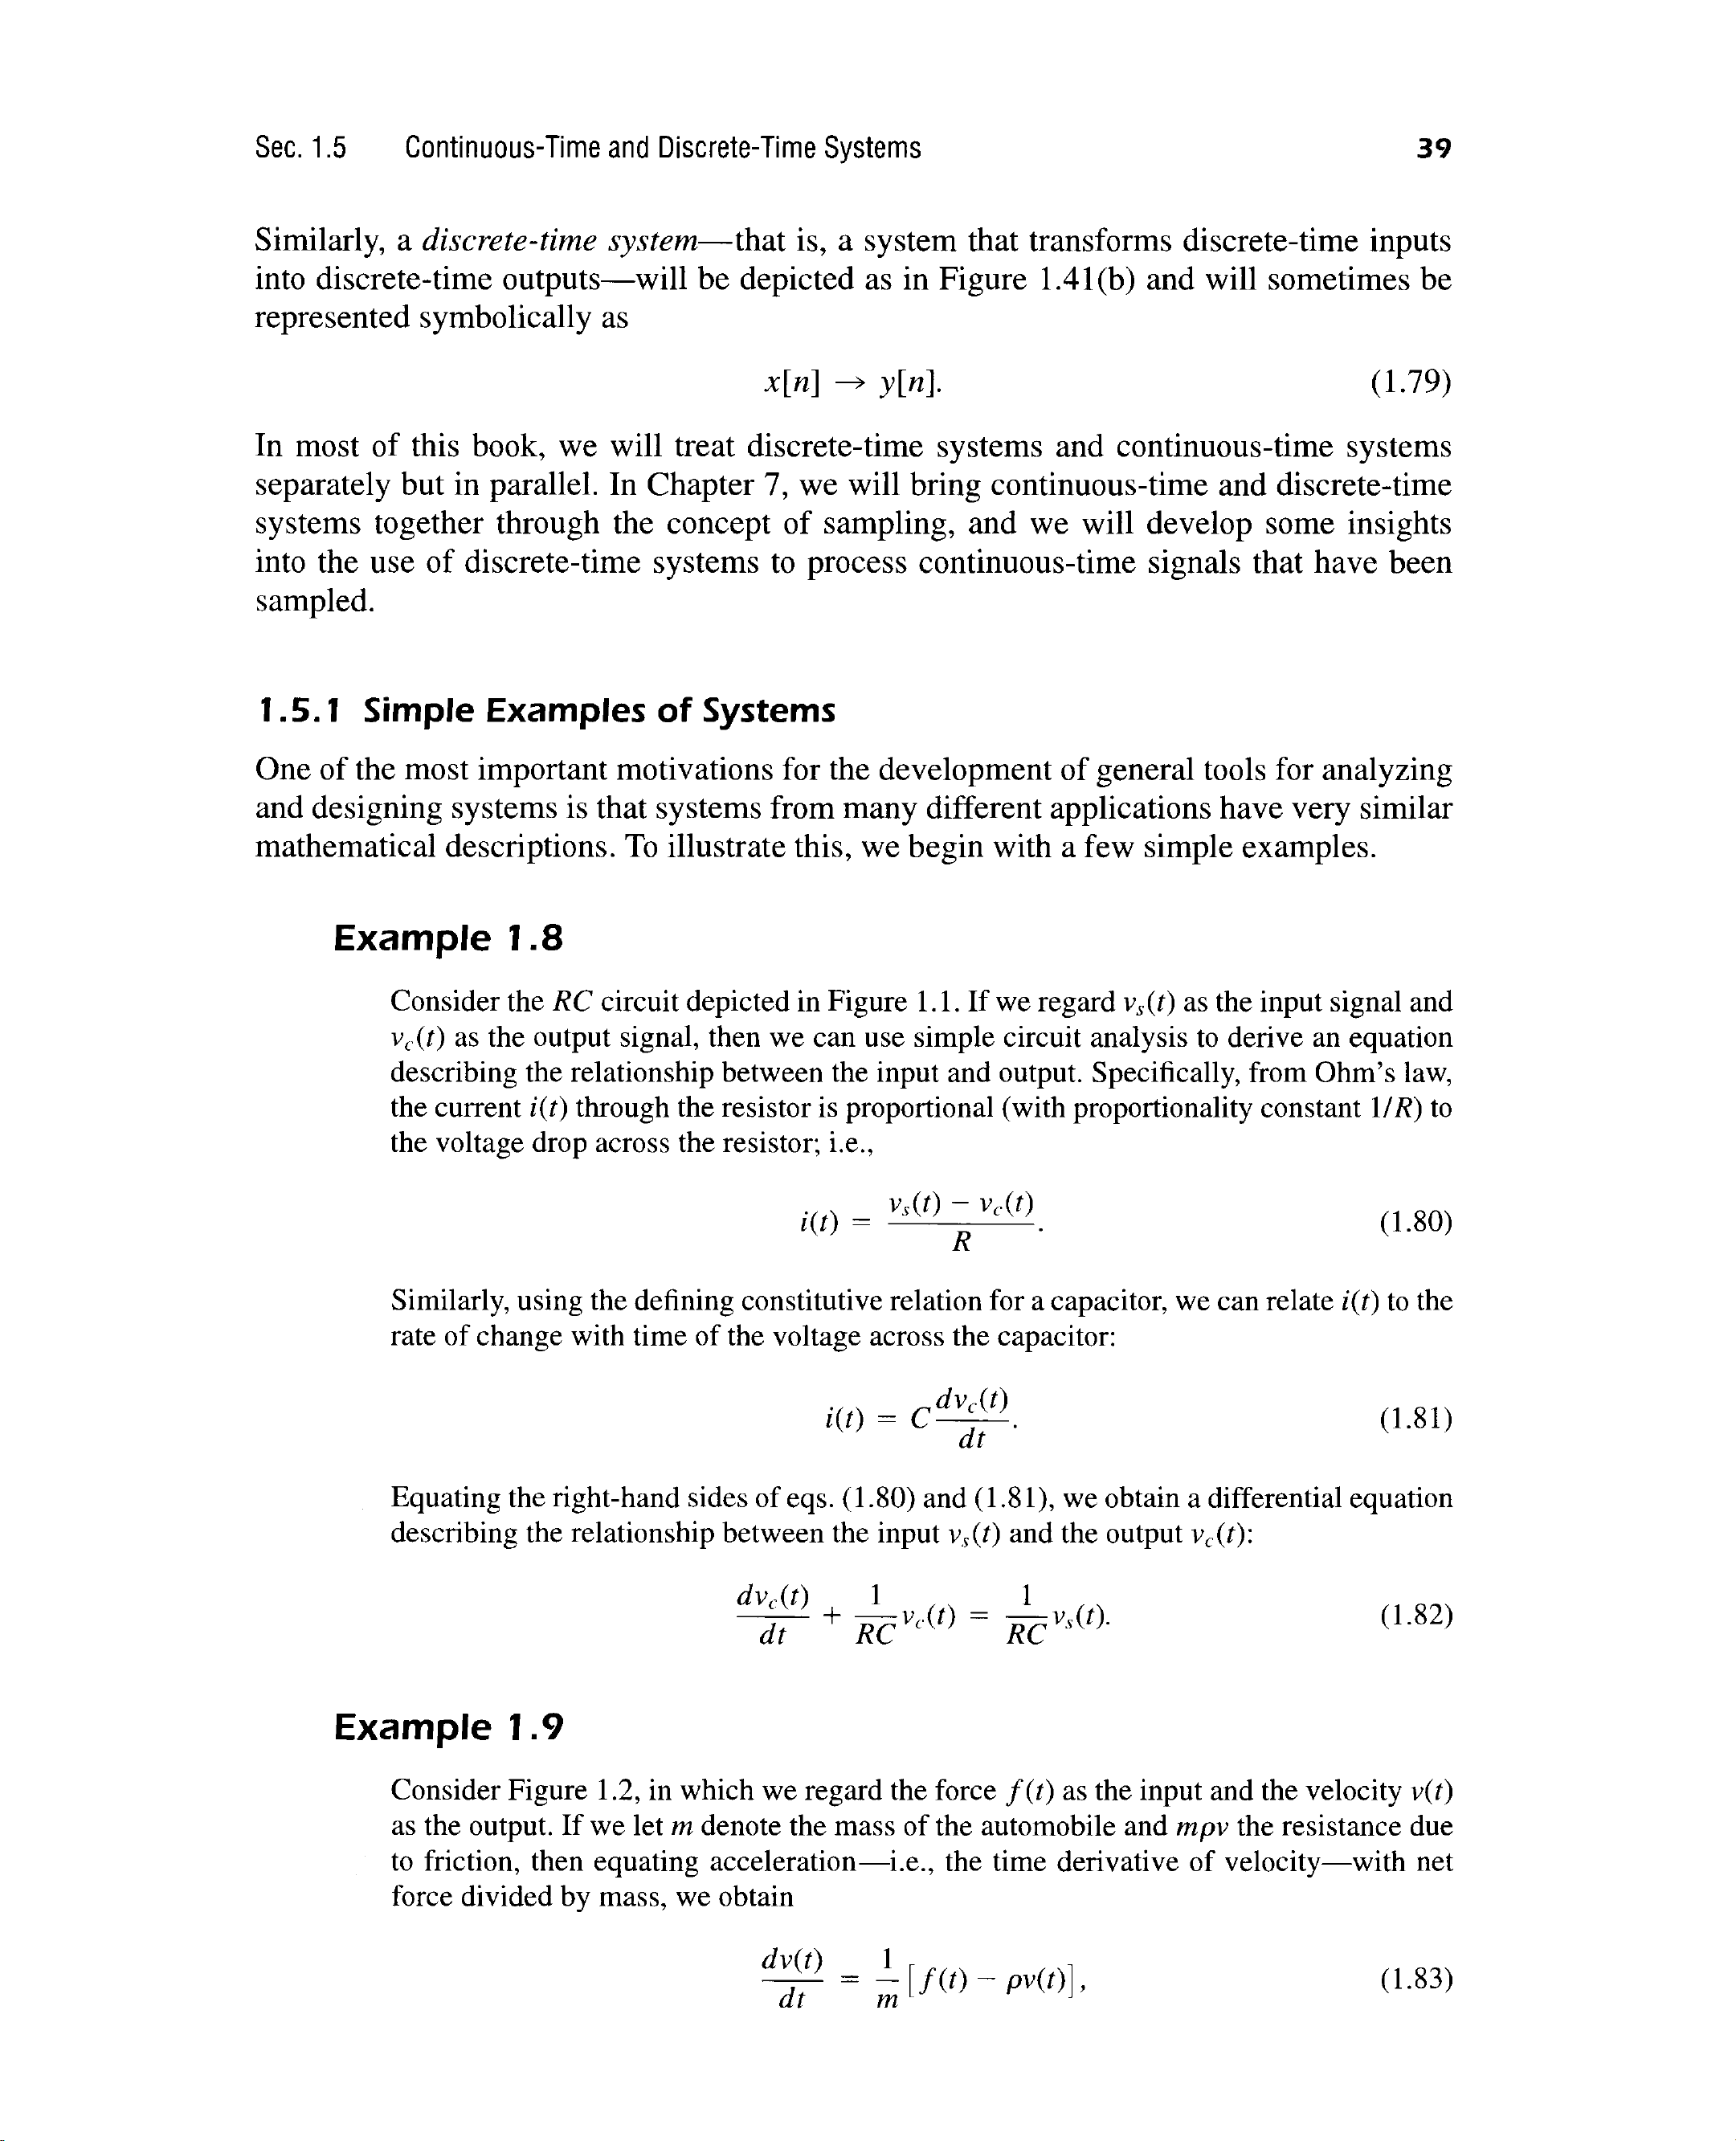 Sec. 1.5 Continuous-Time and Discrete-Time Systems 39
Similarly, a discrete-time system—that is, a system that transforms discrete-time inputs
into discrete-time outputs—will be depicted as in Figure 1.41(b) and will sometimes be
represented symbolically as
x[n] → y[n]. (1.79)
In most of this book, we will treat discrete-time systems and continuous-time systems
separately but in parallel. In Chapter 7, we will bring continuous-time and discrete-time
systems together through the concept of sampling, and we will develop some insights
into the use of discrete-time systems to process continuous-time signals that have been
sampled.
1.5.1 Simple Examples of Systems
One of the most important motivations for the development of general tools for analyzing
and designing systems is that systems from many different applications have very similar
mathematical descriptions. To illustrate this, we begin with a few simple examples.
Example 1.8
Consider the RC circuit depicted in Figure 1.1. If we regard v_s(t) as the input signal and
v_c(t) as the output signal, then we can use simple circuit analysis to derive an equation
describing the relationship between the input and output. Specifically, from Ohm's law,
the current i(t) through the resistor is proportional (with proportionality constant 1/R) to
the voltage drop across the resistor; i.e.,
i(t) = (v_s(t) − v_c(t))/R. (1.80)
Similarly, using the defining constitutive relation for a capacitor, we can relate i(t) to the
rate of change with time of the voltage across the capacitor:
i(t) = C dv_c(t)/dt. (1.81)
Equating the right-hand sides of eqs. (1.80) and (1.81), we obtain a differential equation
describing the relationship between the input v_s(t) and the output v_c(t):
dv_c(t)/dt + 1/RC v_c(t) = 1/RC v_s(t). (1.82)
Example 1.9
Consider Figure 1.2, in which we regard the force f(t) as the input and the velocity v(t)
as the output. If we let m denote the mass of the automobile and mρv the resistance due
to friction, then equating acceleration—i.e., the time derivative of velocity—with net
force divided by mass, we obtain
dv(t)/dt = 1/m [f(t) − ρv(t)], (1.83)